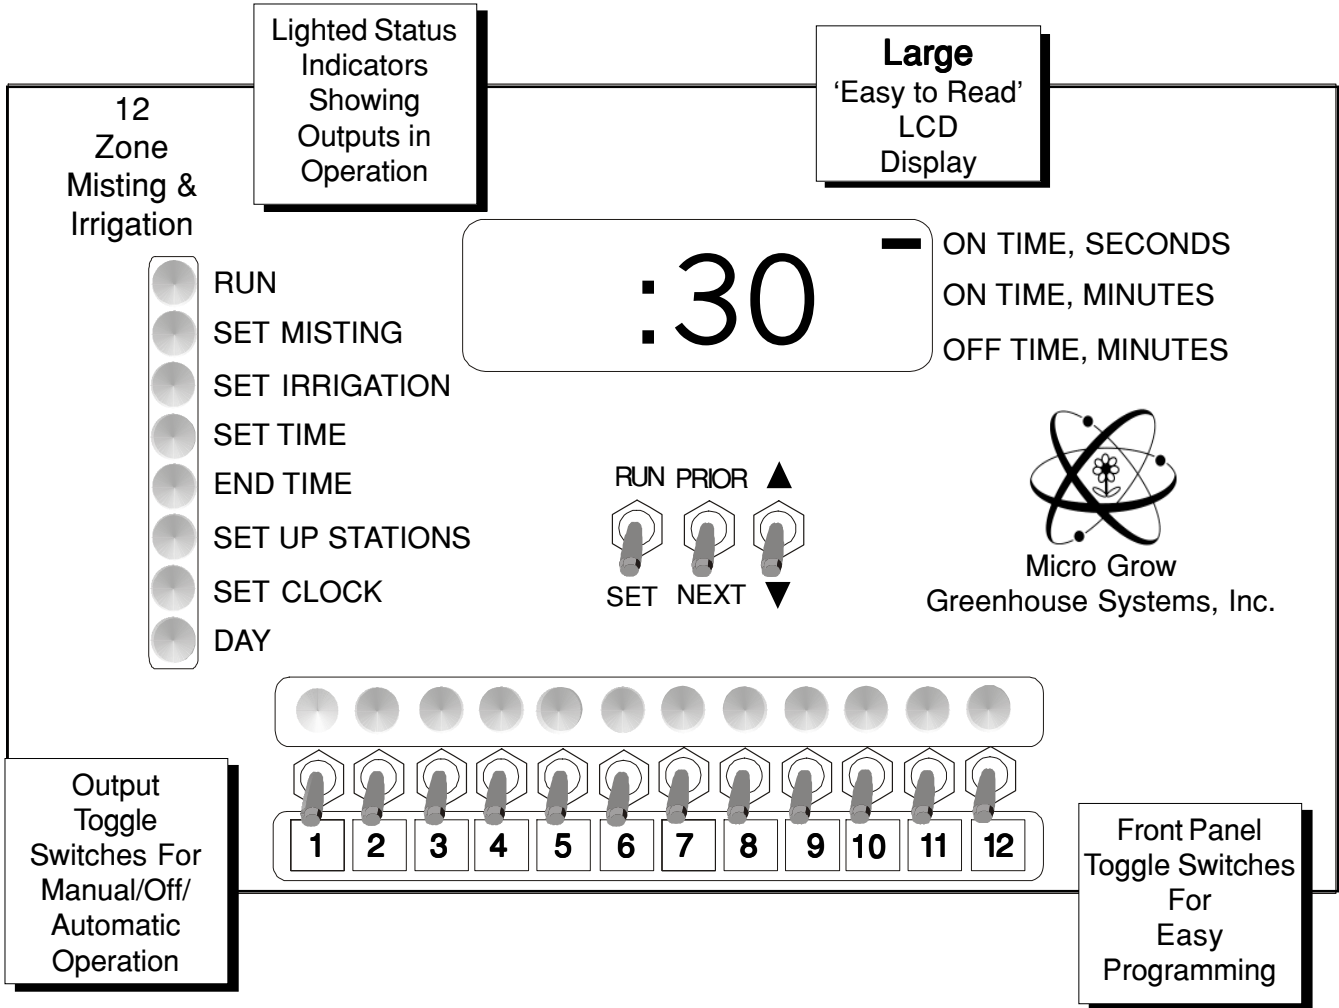 Lighted Status
Indicators
Showing
Outputs in
Operation
Large
‘Easy to Read’
LCD
Display
12
Zone
Misting &
Irrigation
:30
ON TIME, SECONDS
ON TIME, MINUTES
OFF TIME, MINUTES
RUN
SET MISTING
SET IRRIGATION
SET TIME
END TIME
SET UP STATIONS
SET CLOCK
DAY
RUN PRIOR ▲
SET NEXT ▼
Micro Grow
Greenhouse Systems, Inc.
1 2 3 4 5 6 7 8 9 10 11 12
Output
Toggle
Switches For
Manual/Off/
Automatic
Operation
Front Panel
Toggle Switches
For
Easy
Programming